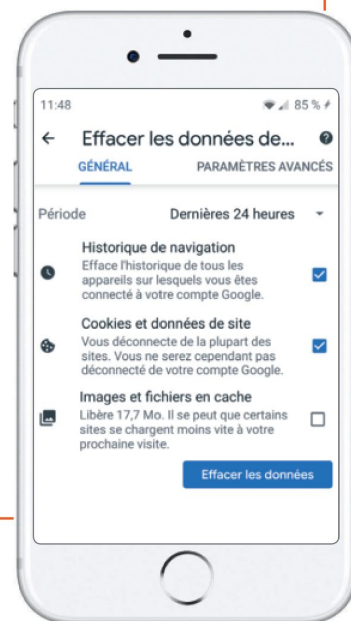 11:48 85 %
Effacer les données de...
GÉNÉRAL PARAMÈTRES AVANCÉS
Période Dernières 24 heures
Historique de navigation
Efface l'historique de tous les
appareils sur lesquels vous êtes
connecté à votre compte Google.
Cookies et données de site
Vous déconnecte de la plupart des
sites. Vous ne serez cependant pas
déconnecté de votre compte Google.
Images et fichiers en cache
Libère 17,7 Mo. Il se peut que certains
sites se chargent moins vite à votre
prochaine visite.
Effacer les données